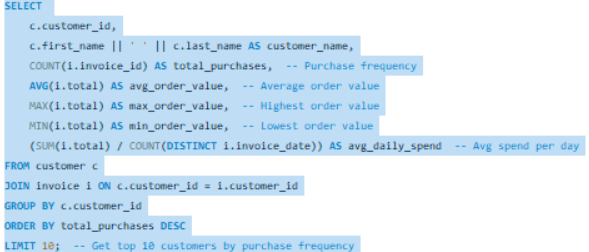 SELECT
c.customer_id,
c.first_name || ' ' || c.last_name AS customer_name,
COUNT(i.invoice_id) AS total_purchases, -- Purchase frequency
AVG(i.total) AS avg_order_value, -- Average order value
MAX(i.total) AS max_order_value, -- Highest order value
MIN(i.total) AS min_order_value, -- Lowest order value
(SUM(i.total) / COUNT(DISTINCT i.invoice_date)) AS avg_daily_spend -- Avg spend per day
FROM customer c
JOIN invoice i ON c.customer_id = i.customer_id
GROUP BY c.customer_id
ORDER BY total_purchases DESC
LIMIT 10; -- Get top 10 customers by purchase frequency